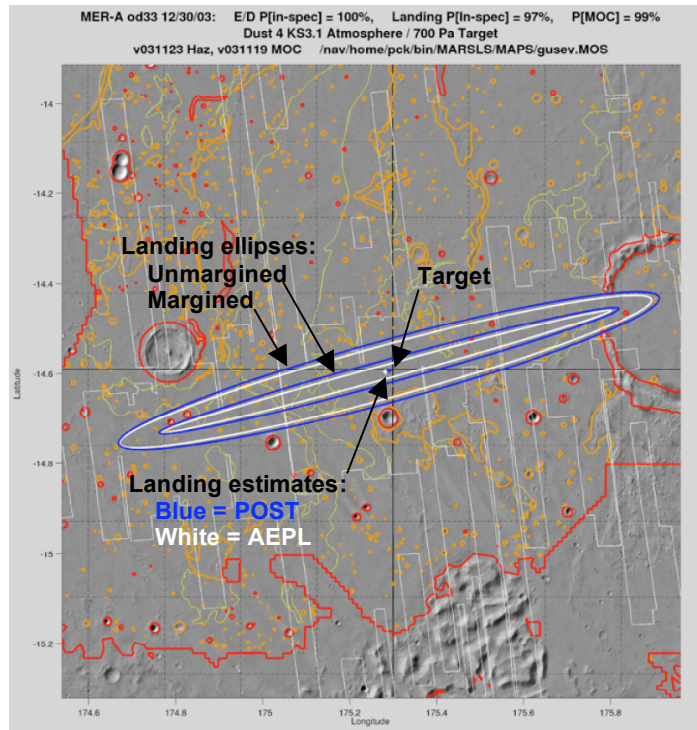 MER-A od33 12/30/03: E/D P[in-spec] = 100%, Landing P[In-spec] = 97%, P[MOC] = 99%
Dust 4 KS3.1 Atmosphere / 700 Pa Target
v031123 Haz, v031119 MOC /nav/home/pck/bin/MARSLS/MAPS/gusev.MOS
-14
-14.2
Landing ellipses:
Unmargined
Margined
Target
-14.4
Latitude
-14.6
-14.8
Landing estimates:
Blue = POST
White = AEPL
-15
-15.2
174.6
174.8
175
175.2
175.4
175.6
175.8
Longitude